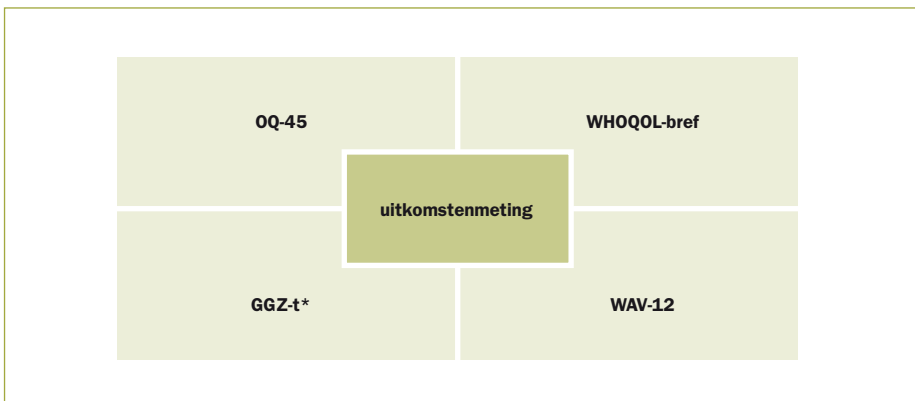 OQ-45
WHOQOL-bref
uitkomstenmeting
GGZ-t*
WAV-12